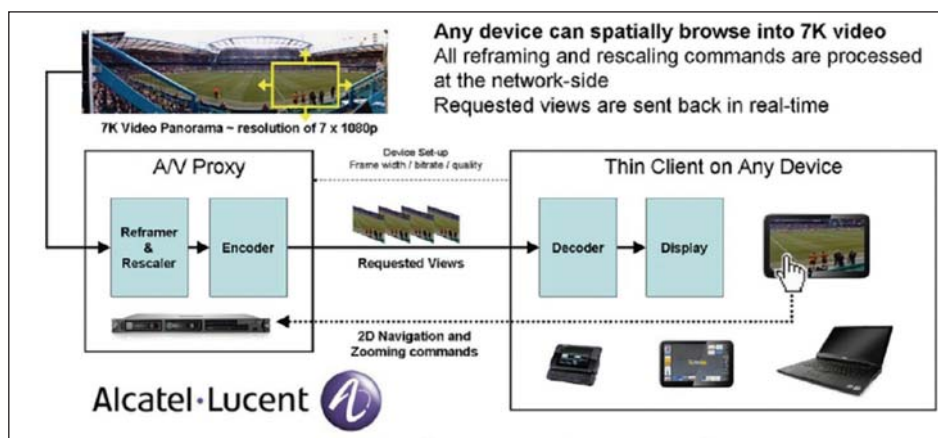 Any device can spatially browse into 7K video
All reframing and rescaling commands are processed
at the network-side
Requested views are sent back in real-time
7K Video Panorama ~ resolution of 7 x 1080p
A/V Proxy
Device Set-up
Frame width / bitrate / quality
Thin Client on Any Device
Reframer
&
Rescaler
Encoder
Requested Views
Decoder
Display
2D Navigation and
Zooming commands
Alcatel·Lucent